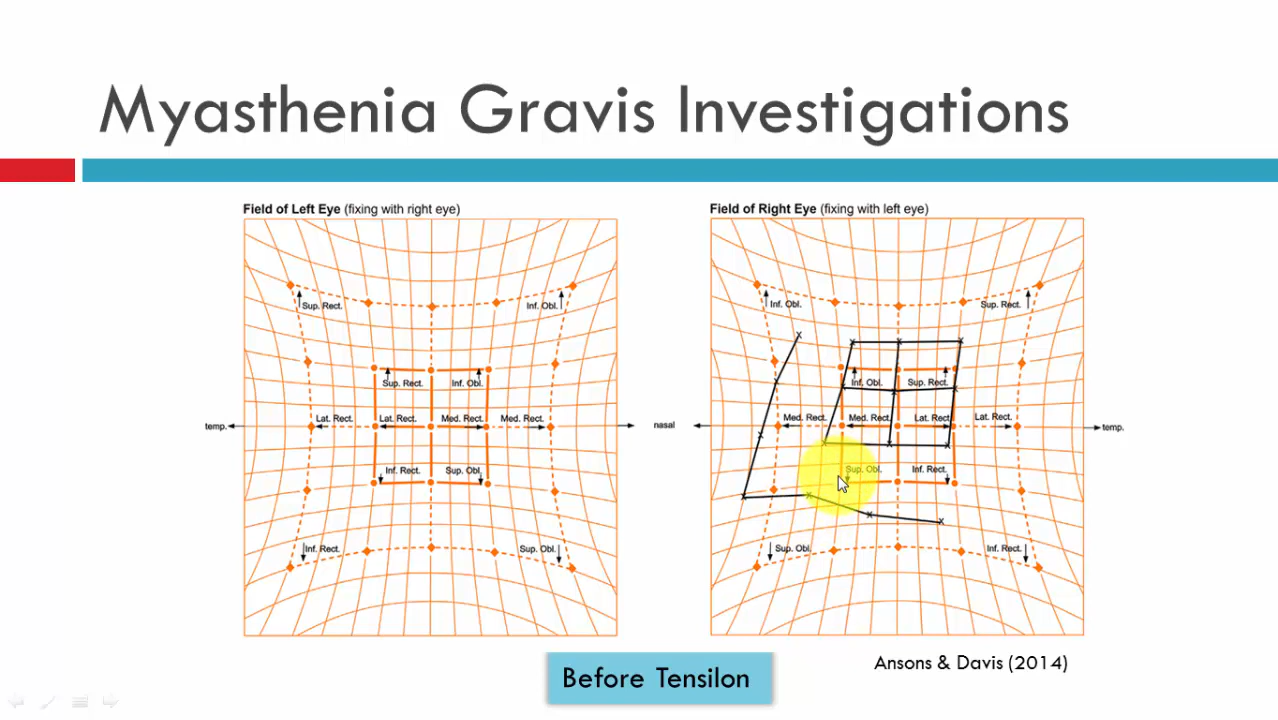 Myasthenia Gravis Investigations
Field of Left Eye (fixing with right eye)
Sup. Rect. Inf. Obl.
Sup. Rect. Inf. Obl.
temp. Lat. Rect. Lat. Rect. Med. Rect. Med. Rect. nasal
Inf. Rect. Sup. Obl.
Inf. Rect. Sup. Obl.
Field of Right Eye (fixing with left eye)
Inf. Obl. Sup. Rect.
Inf. Obl. Sup. Rect.
Med. Rect. Med. Rect. Lat. Rect. Lat. Rect. temp.
Sup. Obl. Inf. Rect.
Sup. Obl. Inf. Rect.
Before Tensilon
Ansons & Davis (2014)